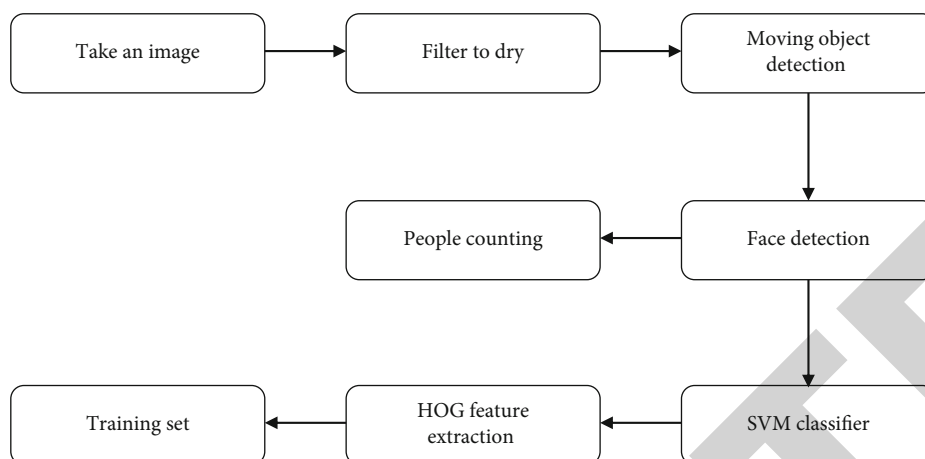 Take an image
Filter to dry
Moving object
detection
People counting
Face detection
Training set
HOG feature
extraction
SVM classifier